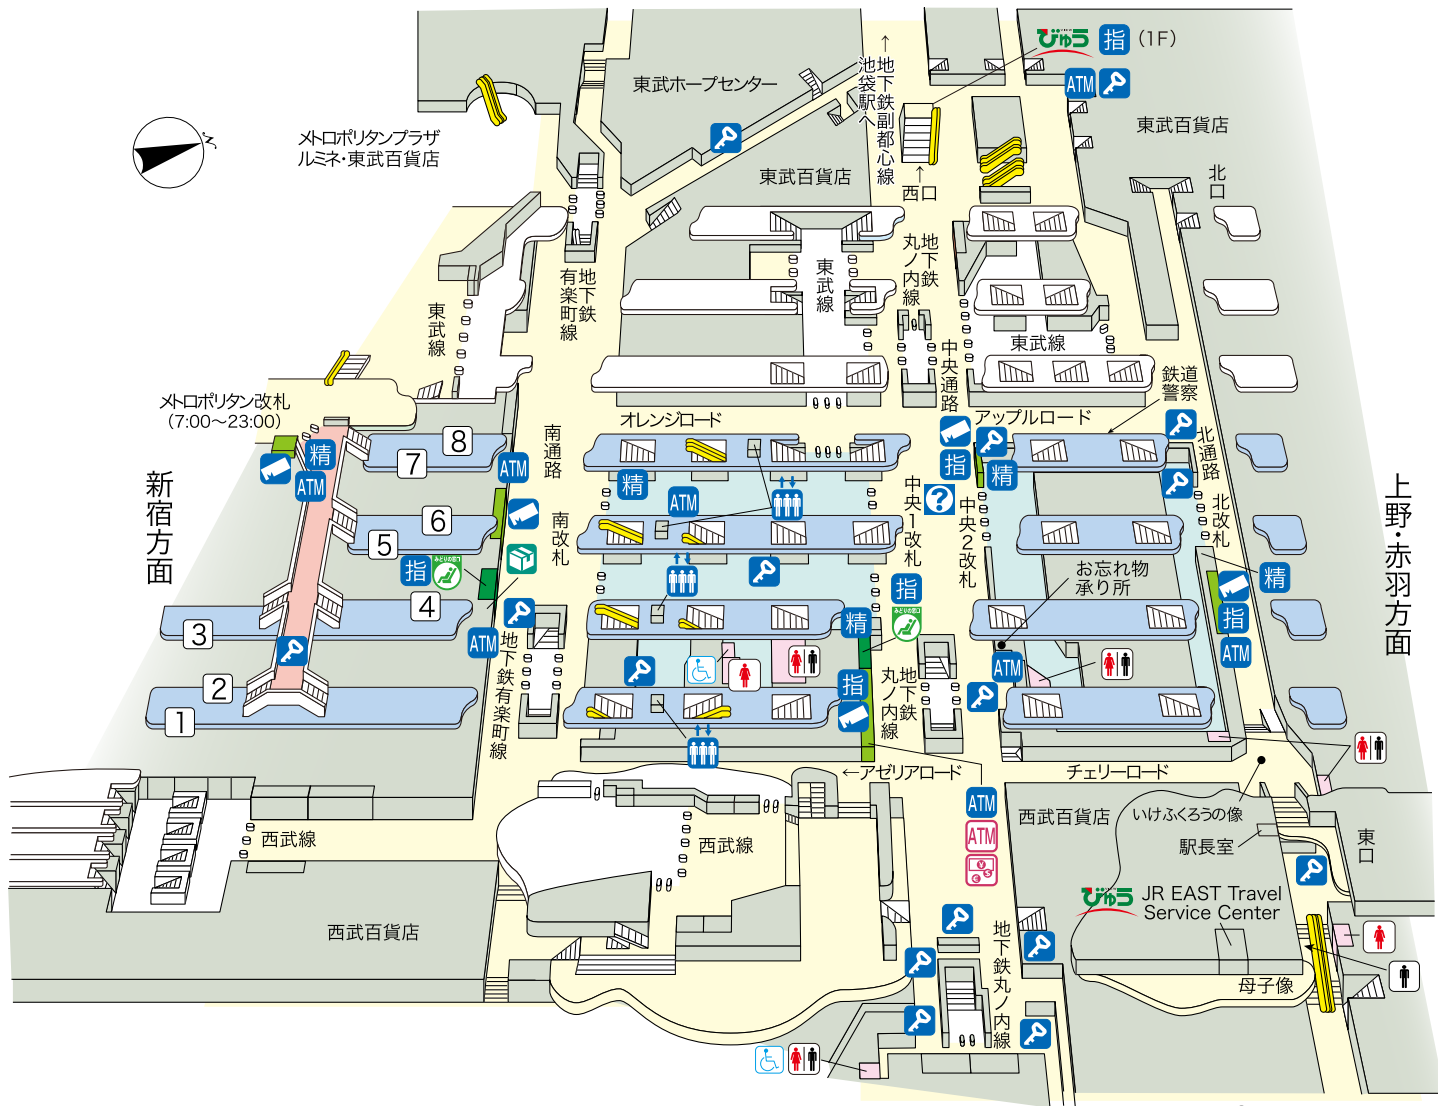 びゅう 指 (1F)
ATM
東武ホープセンター
←地下鉄副都心線
池袋駅へ
メトロポリタンプラザ
ルミネ・東武百貨店
東武百貨店
東武百貨店
北口
↑
西口
N
地下鉄
有楽町線
東武線
地下鉄
丸ノ内線
東武線
東武線
中央通路
鉄道
警察
メトロポリタン改札
(7:00〜23:00)
オレンジロード
アップルロード
南通路
北通路
精
ATM
ATM
精
ATM
指
精
8
7
6
5
4
3
2
1
新宿方面
上野・赤羽方面
南改札
中央1改札
?
中央2改札
北改札
指
みどりの窓口
お忘れ物
承り所
精
指
ATM
指
みどりの窓口
精
ATM
地下鉄有楽町線
ATM
指
地下鉄
丸ノ内線
←アゼリアロード
チェリーロード
西武線
西武線
ATM
ATM
¥
€
$
西武百貨店
いけふくろうの像
駅長室
東口
びゅう JR EAST Travel
Service Center
西武百貨店
地下鉄丸ノ内線
母子像